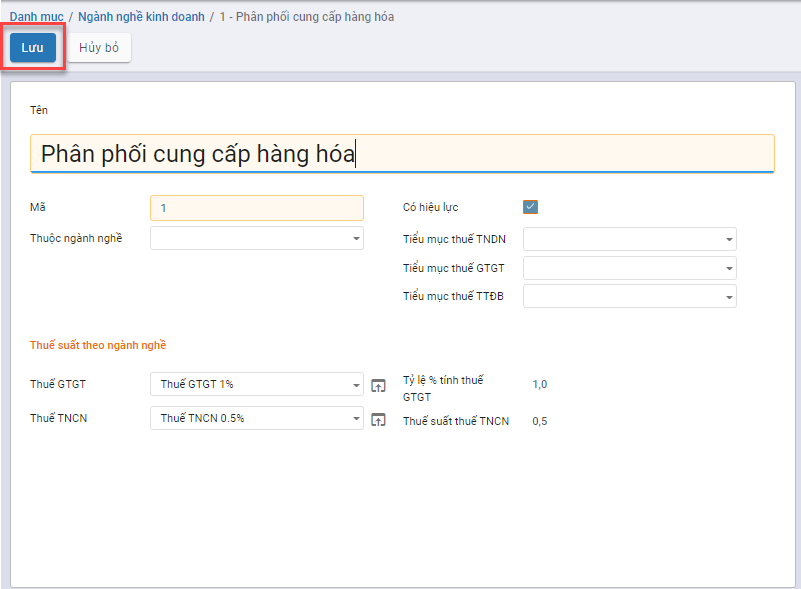 Danh mục / Ngành nghề kinh doanh / 1 - Phân phối cung cấp hàng hóa
Lưu Hủy bỏ
Tên
Phân phối cung cấp hàng hóa
Mã 1 Có hiệu lực
Thuộc ngành nghề Tiểu mục thuế TNDN
Tiểu mục thuế GTGT
Tiểu mục thuế TTĐB
Thuế suất theo ngành nghề
Thuế GTGT Thuế GTGT 1% Tỷ lệ % tính thuế 1,0
GTGT
Thuế TNCN Thuế TNCN 0.5% Thuế suất thuế TNCN 0,5